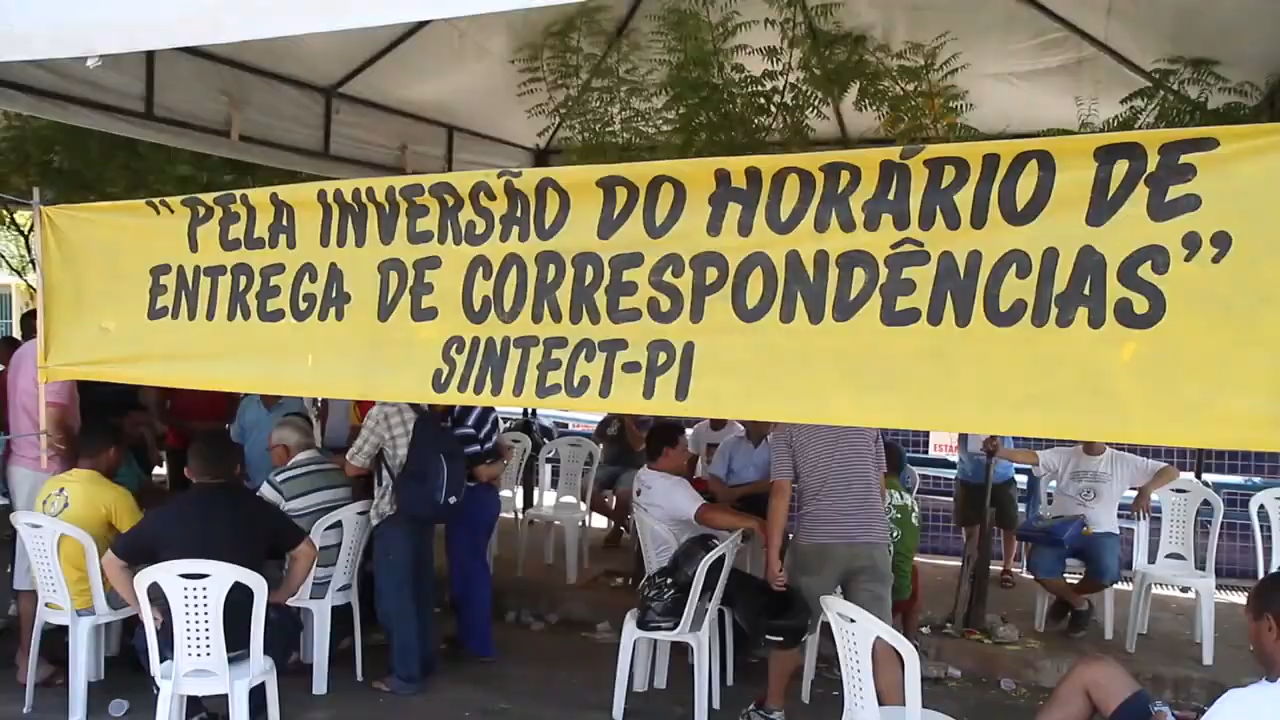 "PELA INVERSÃO DO HORÁRIO DE
ENTREGA DE CORRESPONDÊNCIAS"
SINTECT-PI